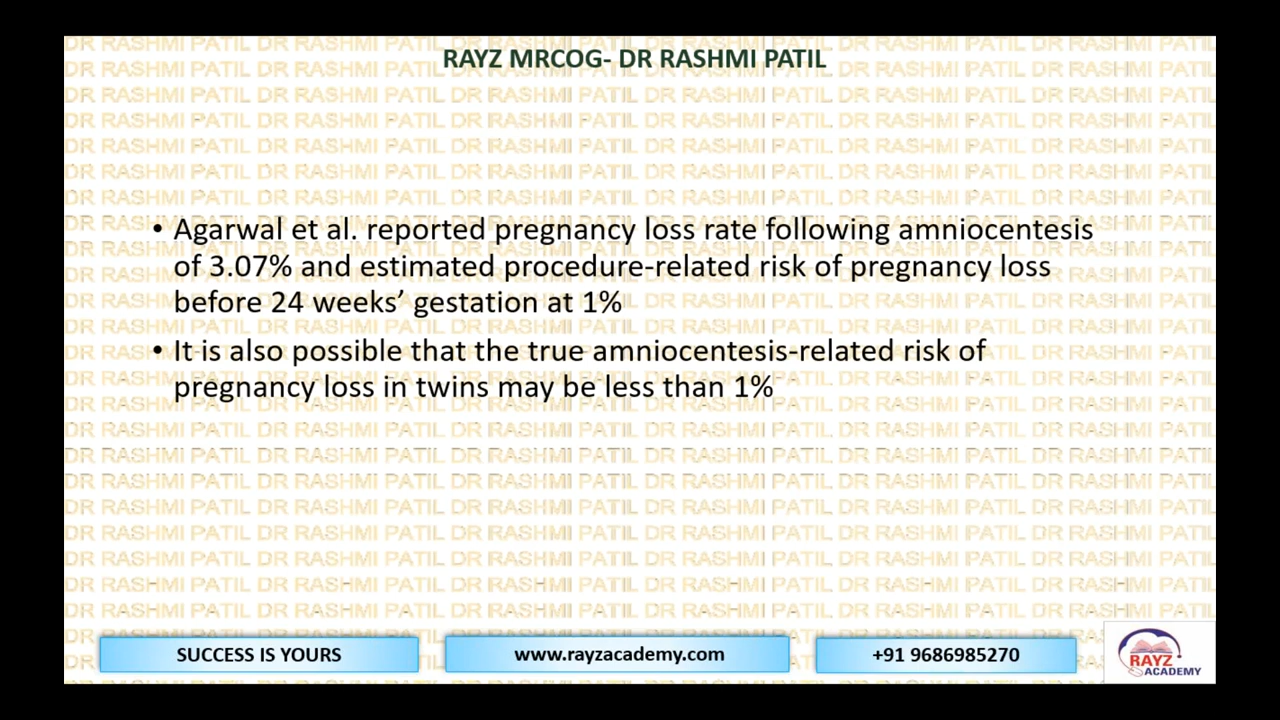 RAYZ MRCOG- DR RASHMI PATIL
• Agarwal et al. reported pregnancy loss rate following amniocentesis
of 3.07% and estimated procedure-related risk of pregnancy loss
before 24 weeks’ gestation at 1%
• It is also possible that the true amniocentesis-related risk of
pregnancy loss in twins may be less than 1%
SUCCESS IS YOURS
www.rayzacademy.com
+91 9686985270
RAYZ
ACADEMY